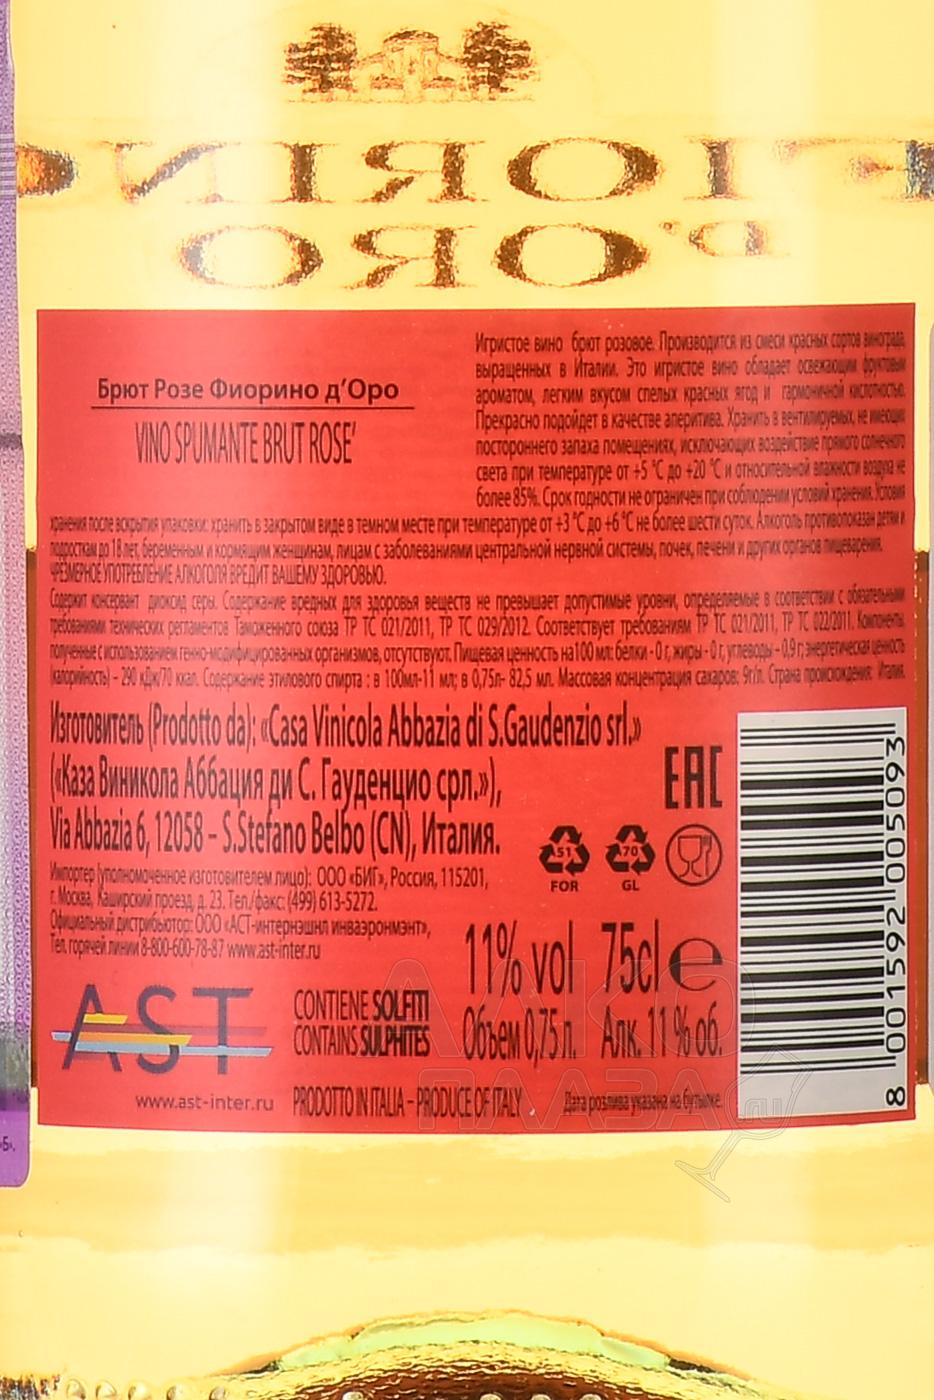 FIORINO
D'ORO
Брют Розе Фиорино д’Оро
VINO SPUMANTE BRUT ROSE’
Игристое вино брют розовое. Производится из смеси красных сортов винограда,
выращенных в Италии. Это игристое вино обладает освежающим фруктовым
ароматом, легким вкусом спелых красных ягод и гармоничной кислотностью.
Прекрасно подойдет в качестве аперитива. Хранить в вентилируемых, не имеющих
постороннего запаха помещениях, исключающих воздействие прямого солнечного
света при температуре от +5 °C до +20 °C и относительной влажности воздуха не
более 85%. Срок годности не ограничен при соблюдении условий хранения. Условия
хранения после вскрытия упаковки: хранить в закрытом виде в темном месте при температуре от +3 °C до +6 °C не более шести суток. Алкоголь противопоказан детям и
подросткам до 18 лет, беременным и кормящим женщинам, лицам с заболеваниями центральной нервной системы, почек, печени и других органов пищеварения.
ЧРЕЗМЕРНОЕ УПОТРЕБЛЕНИЕ АЛКОГОЛЯ ВРЕДИТ ВАШЕМУ ЗДОРОВЬЮ.
Содержит консервант диоксид серы. Содержание вредных для здоровья веществ не превышает допустимые уровни, определяемые в соответствии с обязательными
требованиями технических регламентов Таможенного союза ТР ТС 021/2011, ТР ТС 029/2012. Соответствует требованиям ТР ТС 021/2011, ТР ТС 022/2011. Компоненты,
полученные с использованием генно-модифицированных организмов, отсутствуют. Пищевая ценность на 100 мл: белки - 0 г, жиры - 0 г, углеводы – 0,9 г; энергетическая ценность
(калорийность) – 290 кДж/70 ккал. Содержание этилового спирта : в 100мл-11 мл; в 0,75л- 82,5 мл. Массовая концентрация сахаров: 9г/л. Страна происхождения: Италия.
Изготовитель (Prodotto da): «Casa Vinicola Abbazia di S.Gaudenzio srl.»
(«Каза Виникола Аббация ди С. Гауденцио срл.»),
Via Abbazia 6, 12058 – S.Stefano Belbo (CN), Италия.
EAC
Импортер (уполномоченное изготовителем лицо): ООО «БИГ», Россия, 115201,
г. Москва, Каширский проезд, д. 23. Тел./факс: (499) 613-5272.
Официальный дистрибьютор: ООО «АСТ-интернэшнл инваэронмэнт»,
Тел. горячей линии 8-800-600-78-87 www.ast-inter.ru
51
FOR
70
GL
11% vol 75cl ℮
Объем 0,75 л. Алк. 11 % об.
AST
www.ast-inter.ru
CONTIENE SOLFITI
CONTAINS SULPHITES
PRODOTTO IN ITALIA – PRODUCE OF ITALY
Дата розлива указана на бутылке.
8 001592 005093
АЛКО
ПЛАЗА
.ru